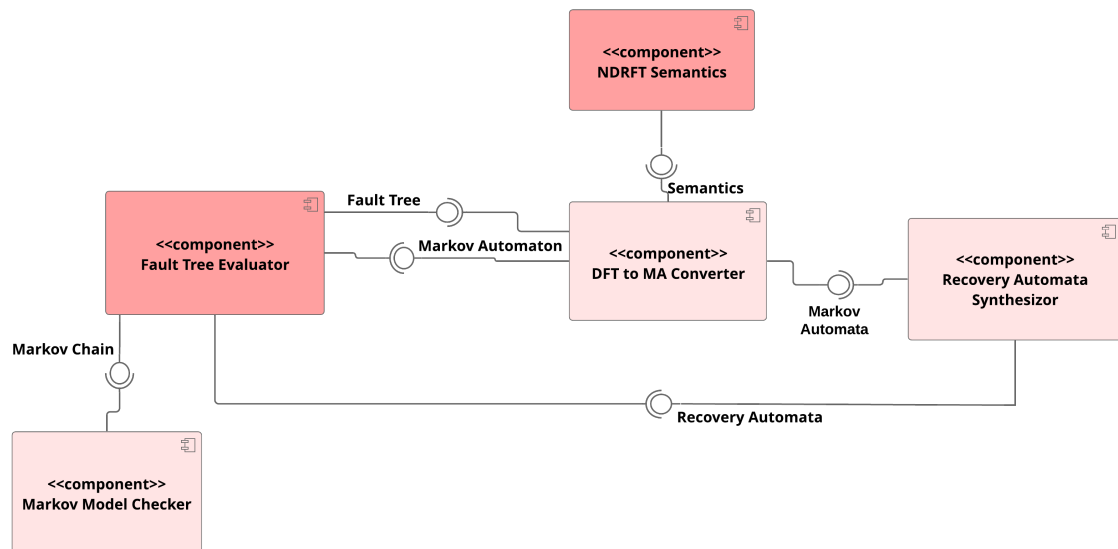 <<component>>
NDRFT Semantics
Semantics
Fault Tree
Markov Automaton
<<component>>
Fault Tree Evaluator
<<component>>
DFT to MA Converter
<<component>>
Recovery Automata
Synthesizor
Markov
Automata
Markov Chain
Recovery Automata
<<component>>
Markov Model Checker